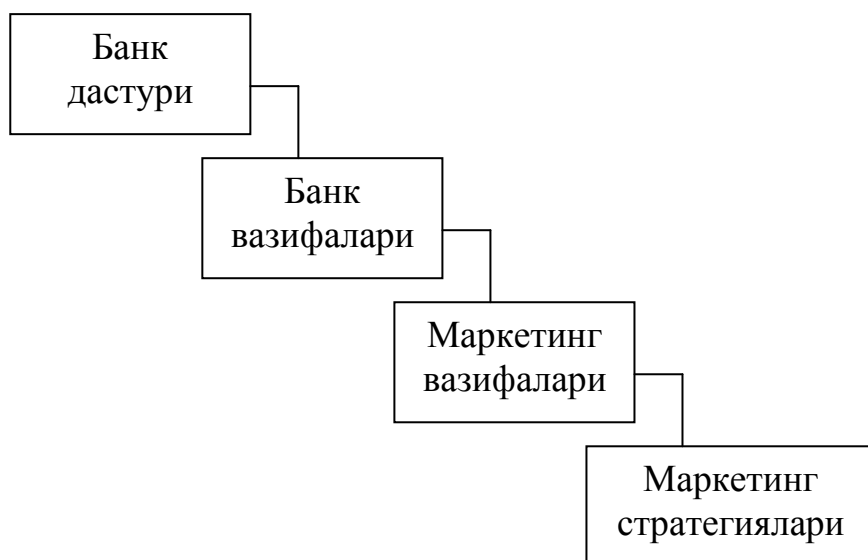 Банк
дастури
Банк
вазифалари
Маркетинг
вазифалари
Маркетинг
стратегиялари